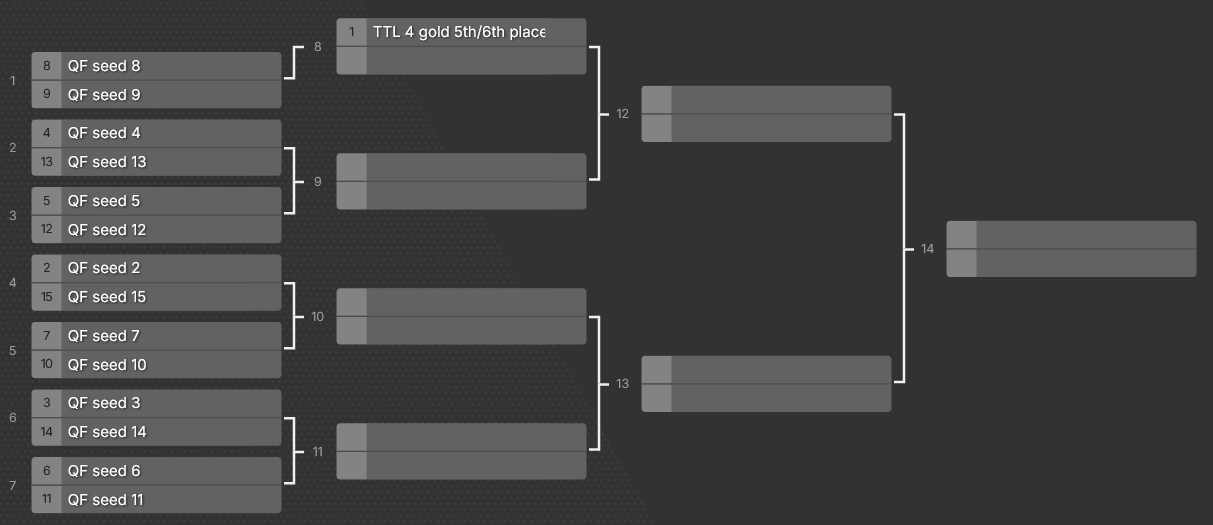 1
8 QF seed 8
9 QF seed 9
2
4 QF seed 4
13 QF seed 13
3
5 QF seed 5
12 QF seed 12
4
2 QF seed 2
15 QF seed 15
5
7 QF seed 7
10 QF seed 10
6
3 QF seed 3
14 QF seed 14
7
6 QF seed 6
11 QF seed 11
8
1 TTL 4 gold 5th/6th place
9
10
11
12
13
14